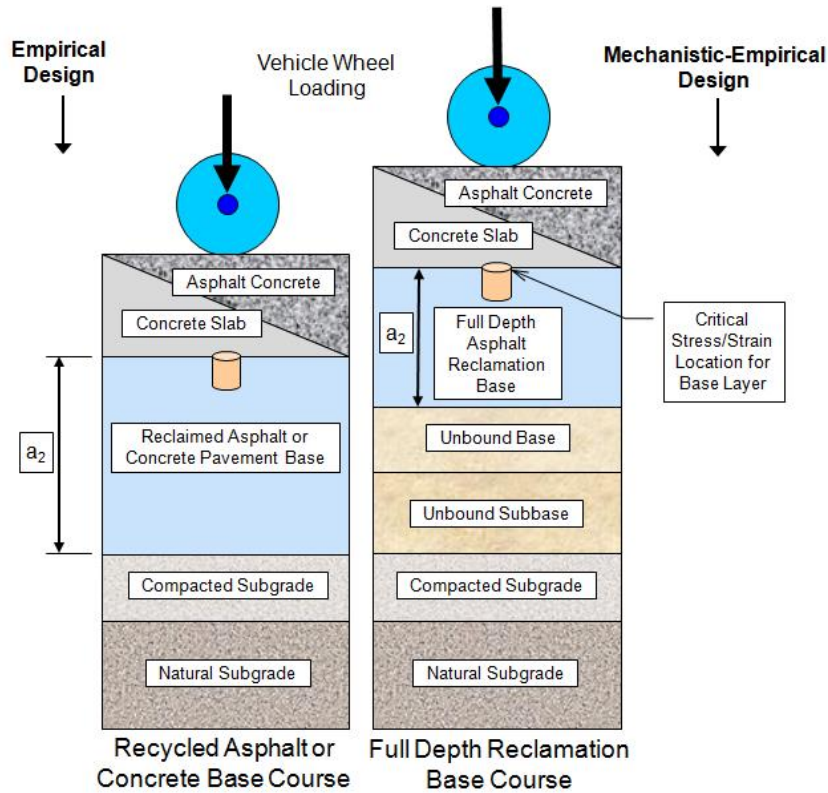 Empirical
Design
Vehicle Wheel
Loading
Mechanistic-Empirical
Design
Asphalt Concrete
Concrete Slab
a2
Reclaimed Asphalt or
Concrete Pavement Base
Compacted Subgrade
Natural Subgrade
Recycled Asphalt or
Concrete Base Course
Asphalt Concrete
Concrete Slab
a2
Full Depth
Asphalt
Reclamation
Base
Critical
Stress/Strain
Location for
Base Layer
Unbound Base
Unbound Subbase
Compacted Subgrade
Natural Subgrade
Full Depth Reclamation
Base Course